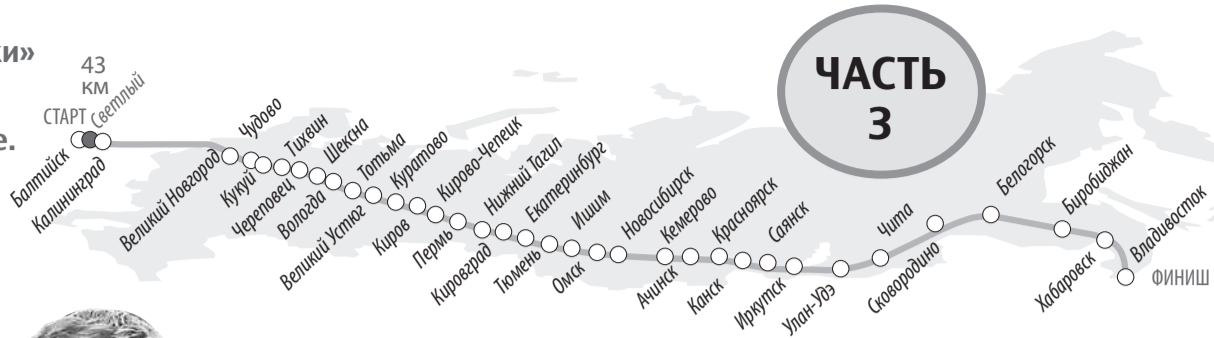 ки»
е.
43
км
СТАРТ
Светлый
Балтийск
Калининград
Великий Новгород
Чудово
Кукуй
Тихвин
Череповец
Шексна
Вологда
Тотьма
Великий Устюг
Куратово
Киров
Кирово-Чепецк
Пермь
Нижний Тагил
Кировград
Екатеринбург
Тюмень
Ишим
Омск
Новосибирск
Кемерово
Ачинск
Красноярск
Канск
Саянск
Иркутск
Улан-Удэ
Чита
Сковородино
Белогорск
Биробиджан
Хабаровск
Владивосток
ФИНИШ
ЧАСТЬ
3